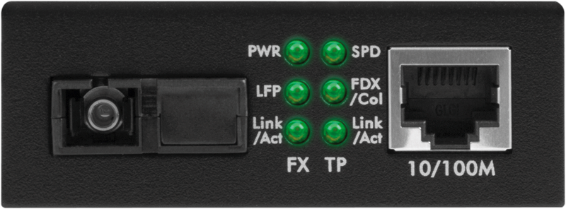 PWR SPD
LFP FDX
/Col
Link Link
/Act /Act
FX TP
10/100M